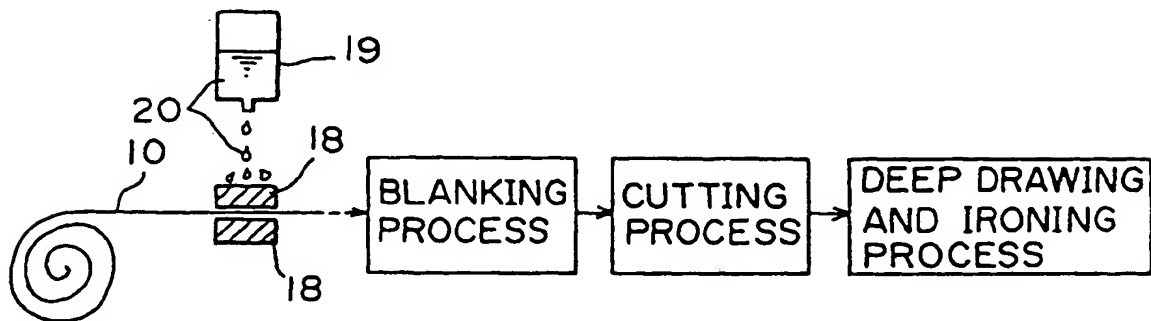 19
20
10
18
18
BLANKING
PROCESS
CUTTING
PROCESS
DEEP DRAWING
AND IRONING
PROCESS